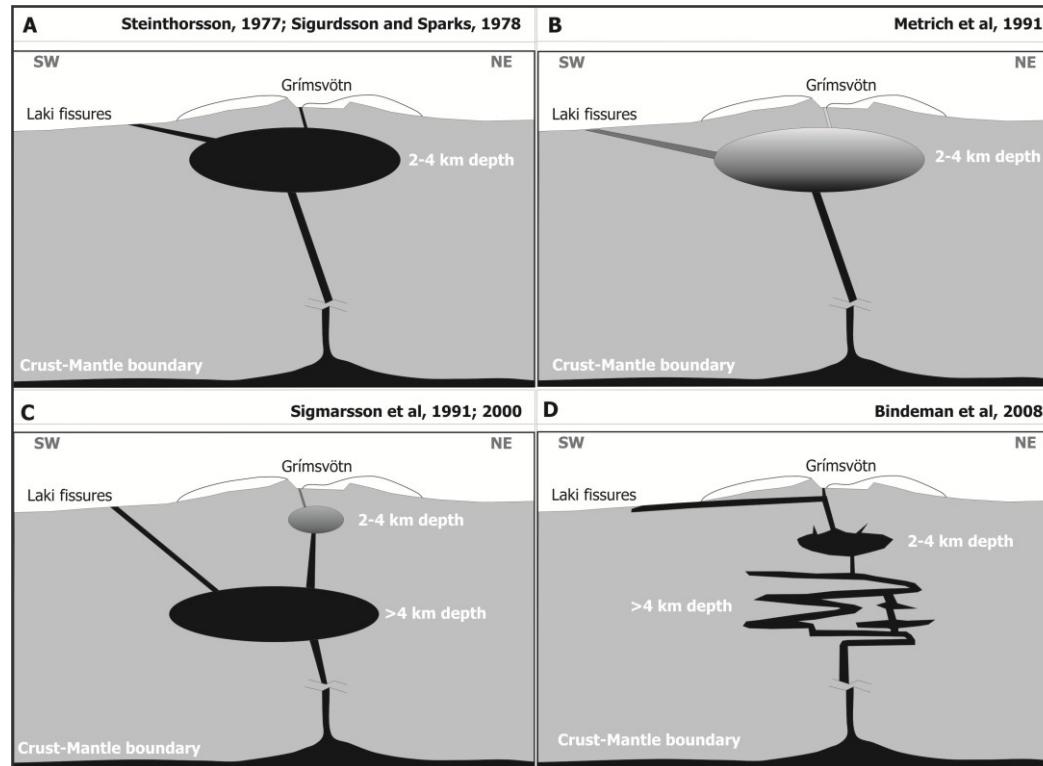 A
Steinthorsson, 1977; Sigurdsson and Sparks, 1978
SW
NE
Grímsvötn
Laki fissures
2-4 km depth
Crust-Mantle boundary
B
Metrich et al, 1991
SW
NE
Grímsvötn
Laki fissures
2-4 km depth
Crust-Mantle boundary
C
Sigmarsson et al, 1991; 2000
SW
NE
Grímsvötn
Laki fissures
2-4 km depth
>4 km depth
Crust-Mantle boundary
D
Bindeman et al, 2008
SW
NE
Grímsvötn
Laki fissures
2-4 km depth
>4 km depth
Crust-Mantle boundary